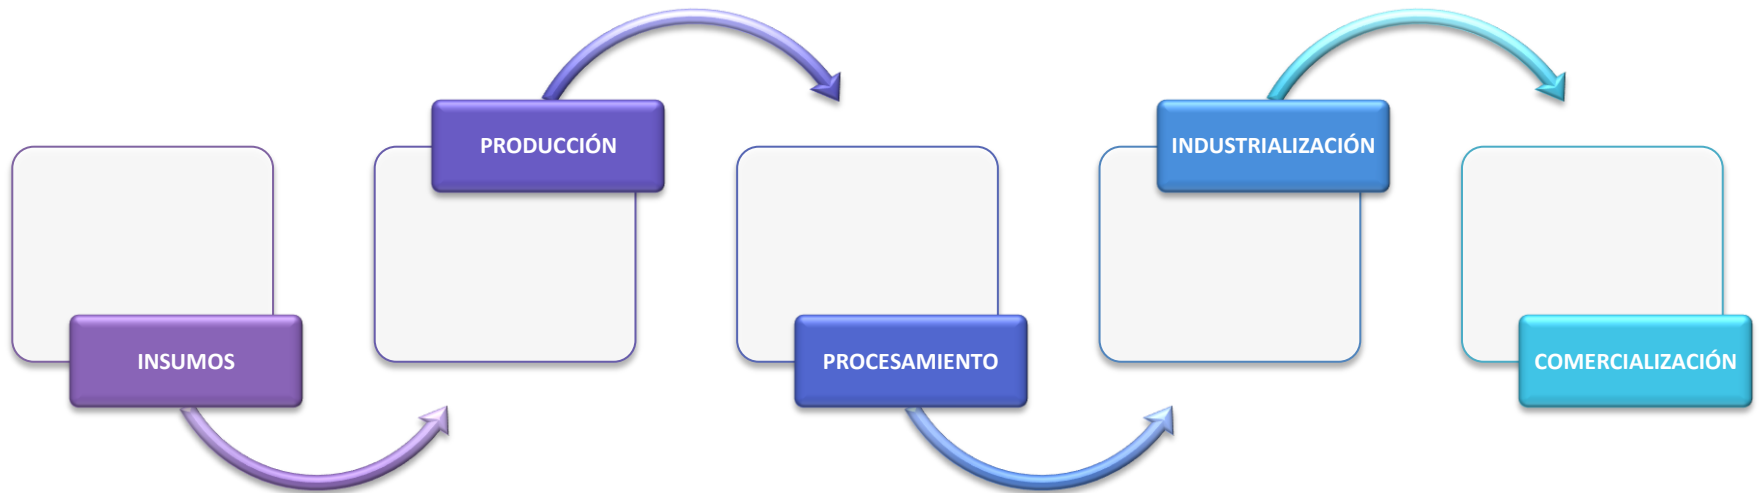 INSUMOS
PRODUCCIÓN
PROCESAMIENTO
INDUSTRIALIZACIÓN
COMERCIALIZACIÓN